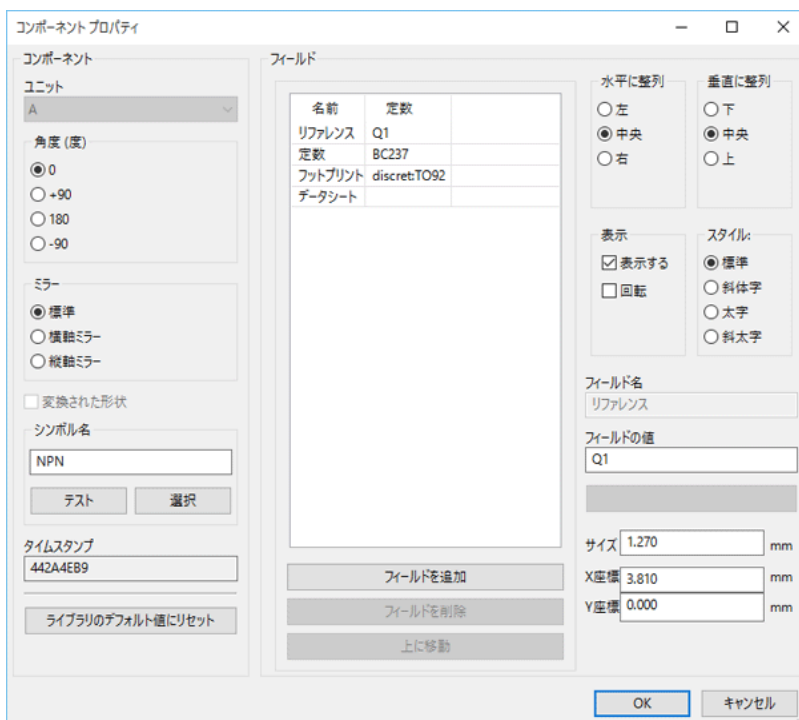 コンポーネント プロパティ
コンポーネント
ユニット
A
角度 (度)
0
+90
180
-90
ミラー
標準
横軸ミラー
縦軸ミラー
変換された形状
シンボル名
NPN
テスト 選択
タイムスタンプ
442A4EB9
ライブラリのデフォルト値にリセット
フィールド
名前 定数
リファレンス Q1
定数 BC237
フットプリント discret:TO92
データシート
フィールドを追加
フィールドを削除
上に移動
水平に整列
左
中央
右
垂直に整列
下
中央
上
表示
表示する
回転
スタイル:
標準
斜体字
太字
斜太字
フィールド名
リファレンス
フィールドの値
Q1
サイズ 1.270 mm
X座標 3.810 mm
Y座標 0.000 mm
OK キャンセル